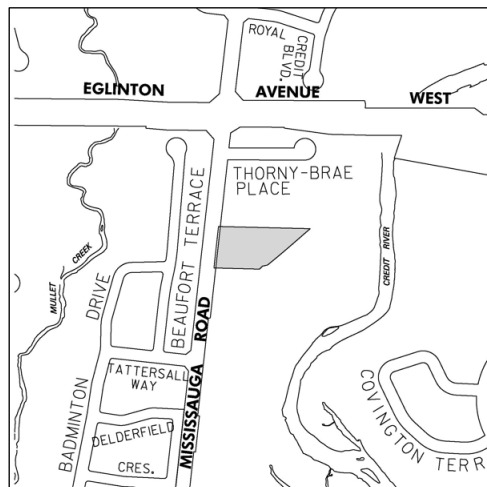 ROYAL
CREDIT
BLVD.
EGLINTON AVENUE WEST
THORNY-BRAE
PLACE
BEAUFORT TERRACE
MULLET
CREEK
CREDIT RIVER
BADMINTON DRIVE
MISSISSAUGA ROAD
TATTERSALL
WAY
DELDERFIELD
CRES.
COVINGTON TERR